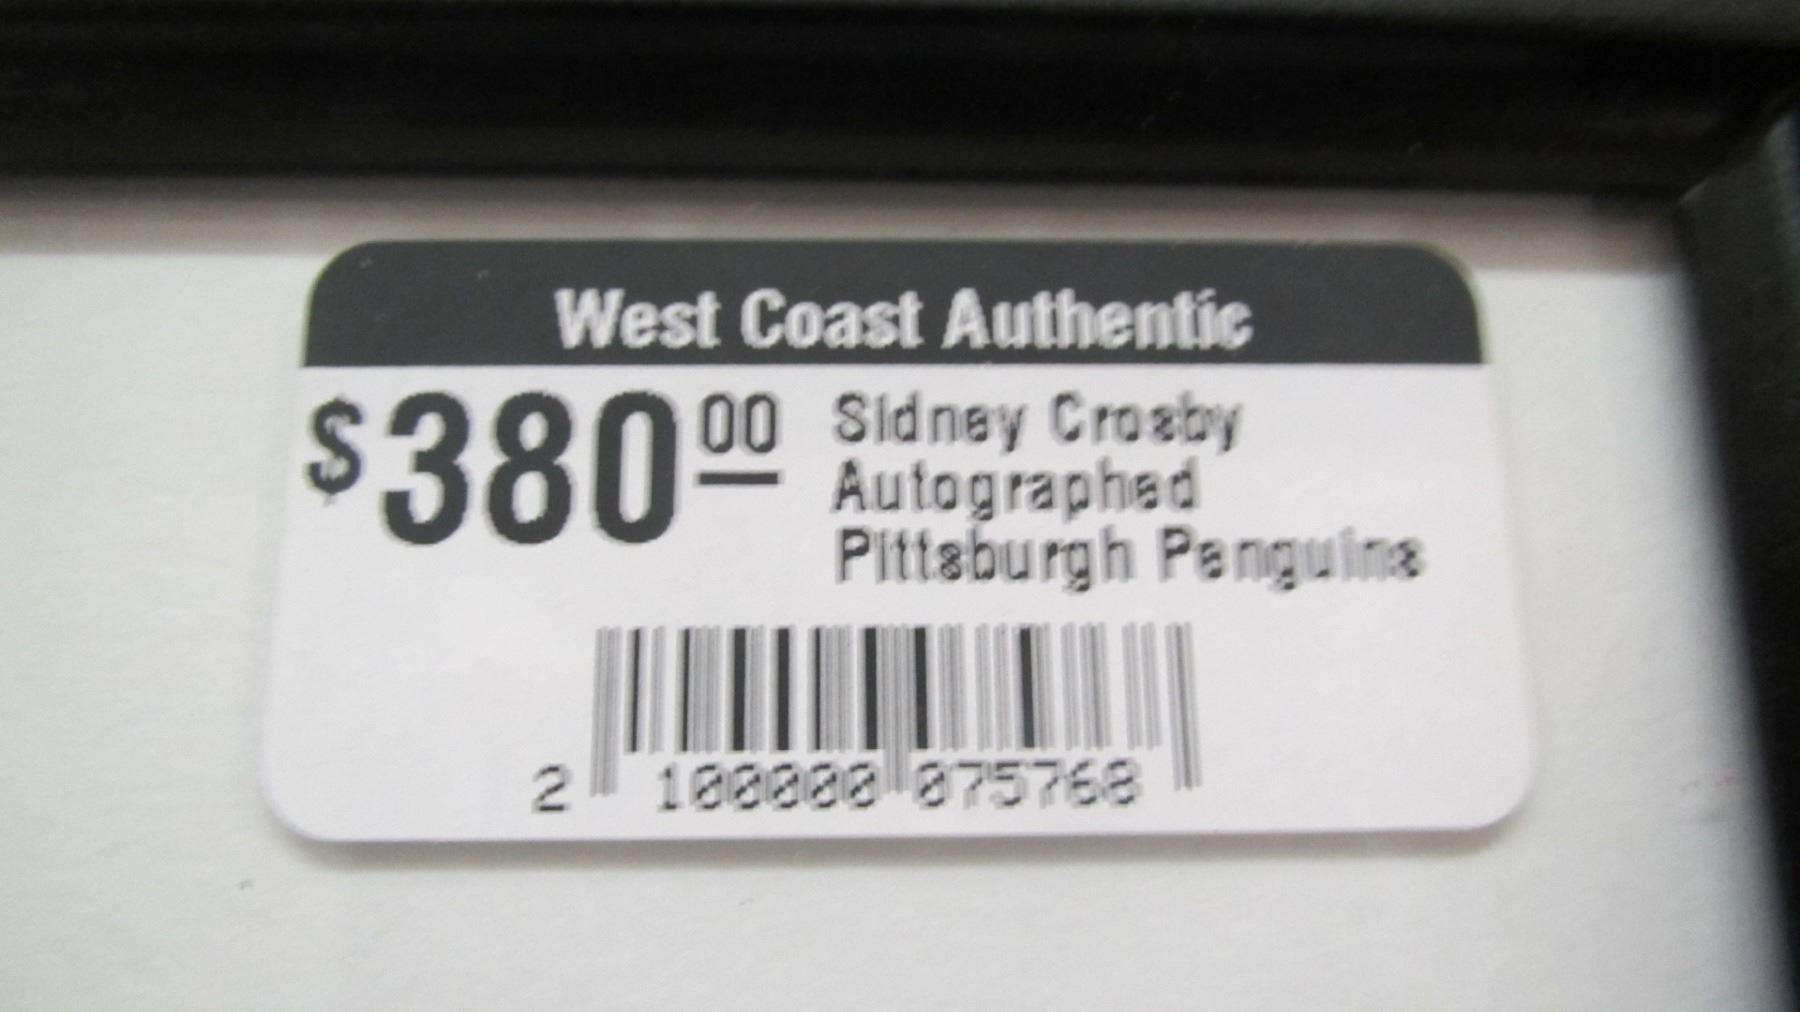 West Coast Authentic
$380.00 Sidney Crosby
Autographed
Pittsburgh Penguins
2 100000 075768